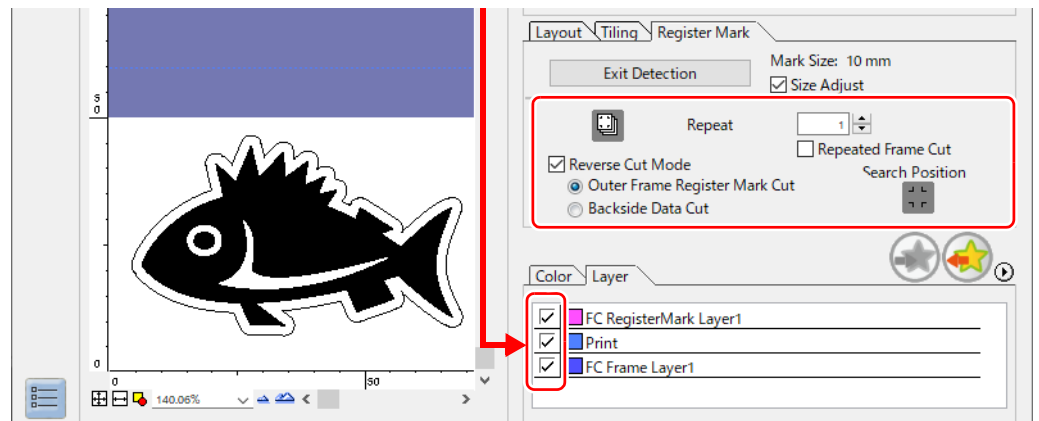 Layout Tiling Register Mark
Exit Detection
Mark Size: 10 mm
Size Adjust
Repeat 1
Repeated Frame Cut
Reverse Cut Mode
Search Position
Outer Frame Register Mark Cut
Backside Data Cut
Color Layer
FC RegisterMark Layer1
Print
FC Frame Layer1
50
0
0 50
140.06%